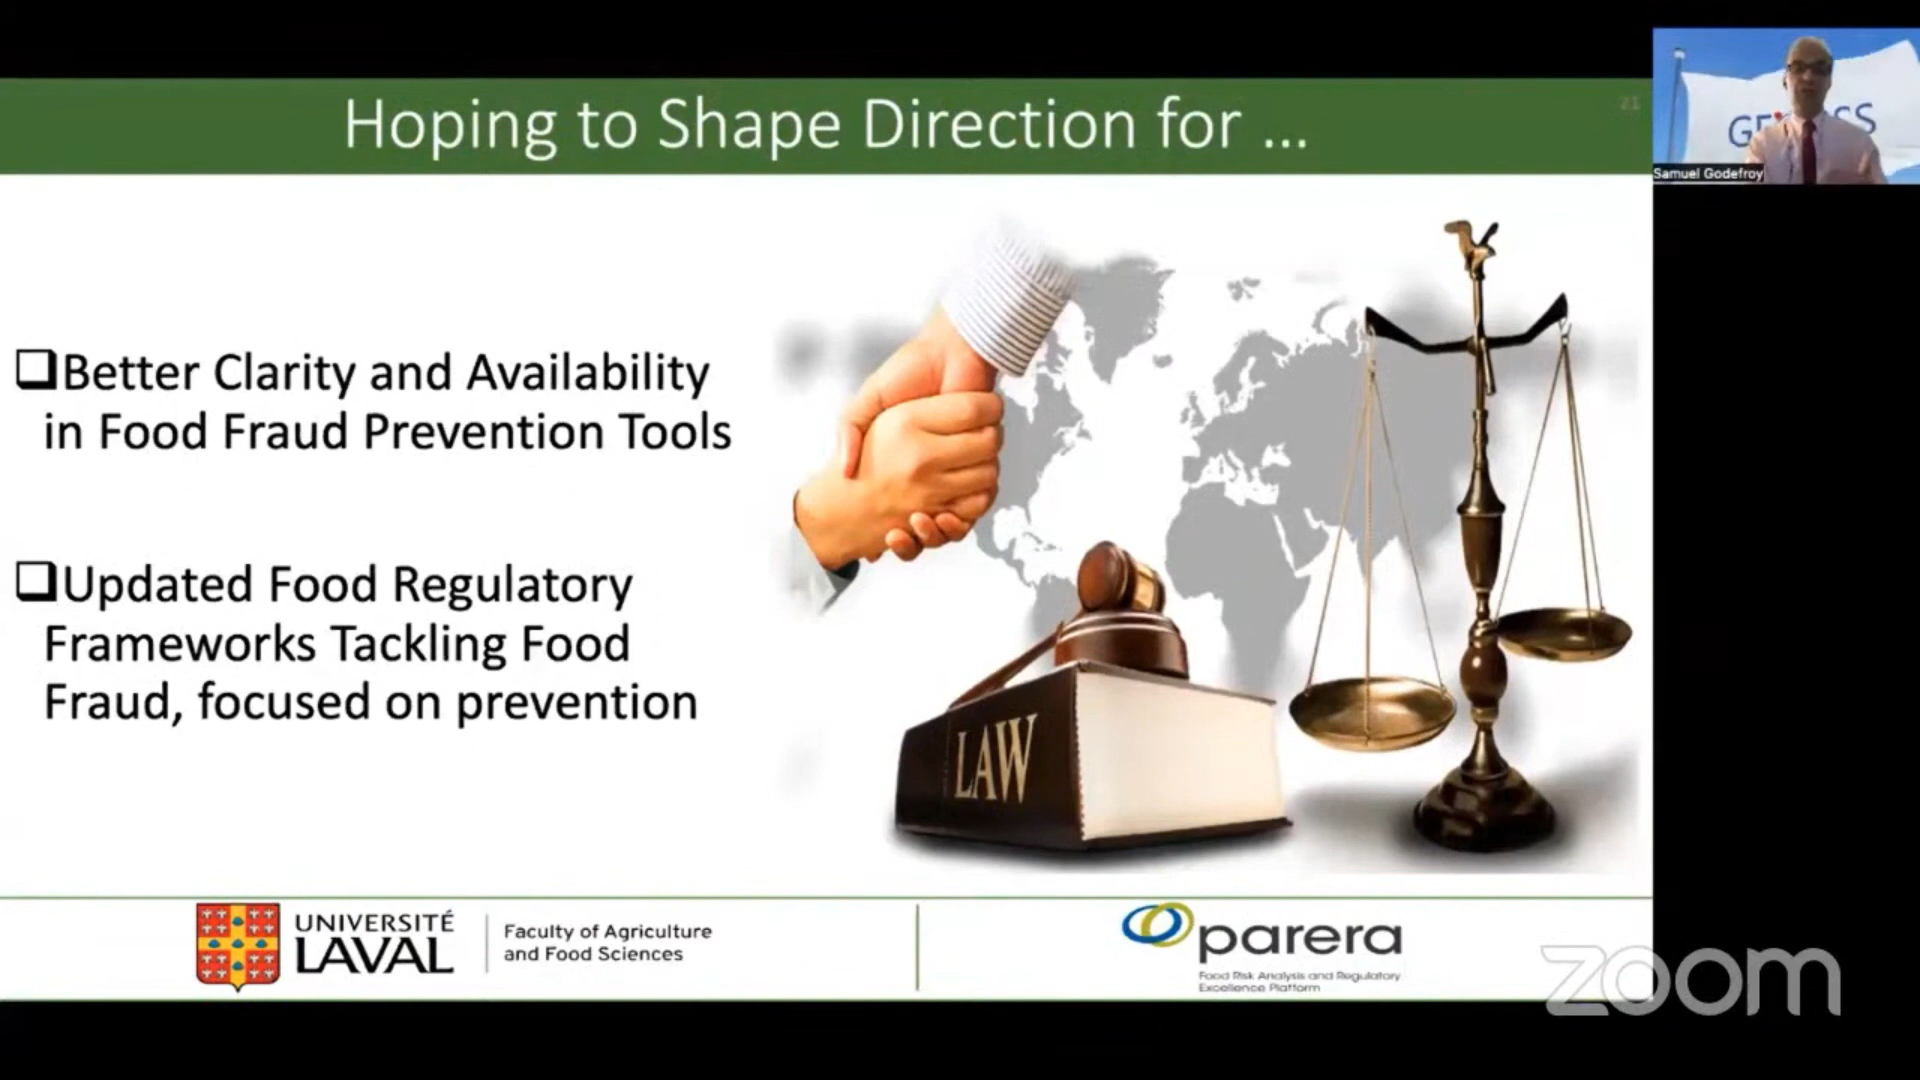 Hoping to Shape Direction for ...
21
Samuel Godefroy
❑Better Clarity and Availability
in Food Fraud Prevention Tools
❑Updated Food Regulatory
Frameworks Tackling Food
Fraud, focused on prevention
LAW
UNIVERSITÉ
LAVAL
Faculty of Agriculture
and Food Sciences
parera
Food Risk Analysis and Regulatory
Excellence Platform
zoom